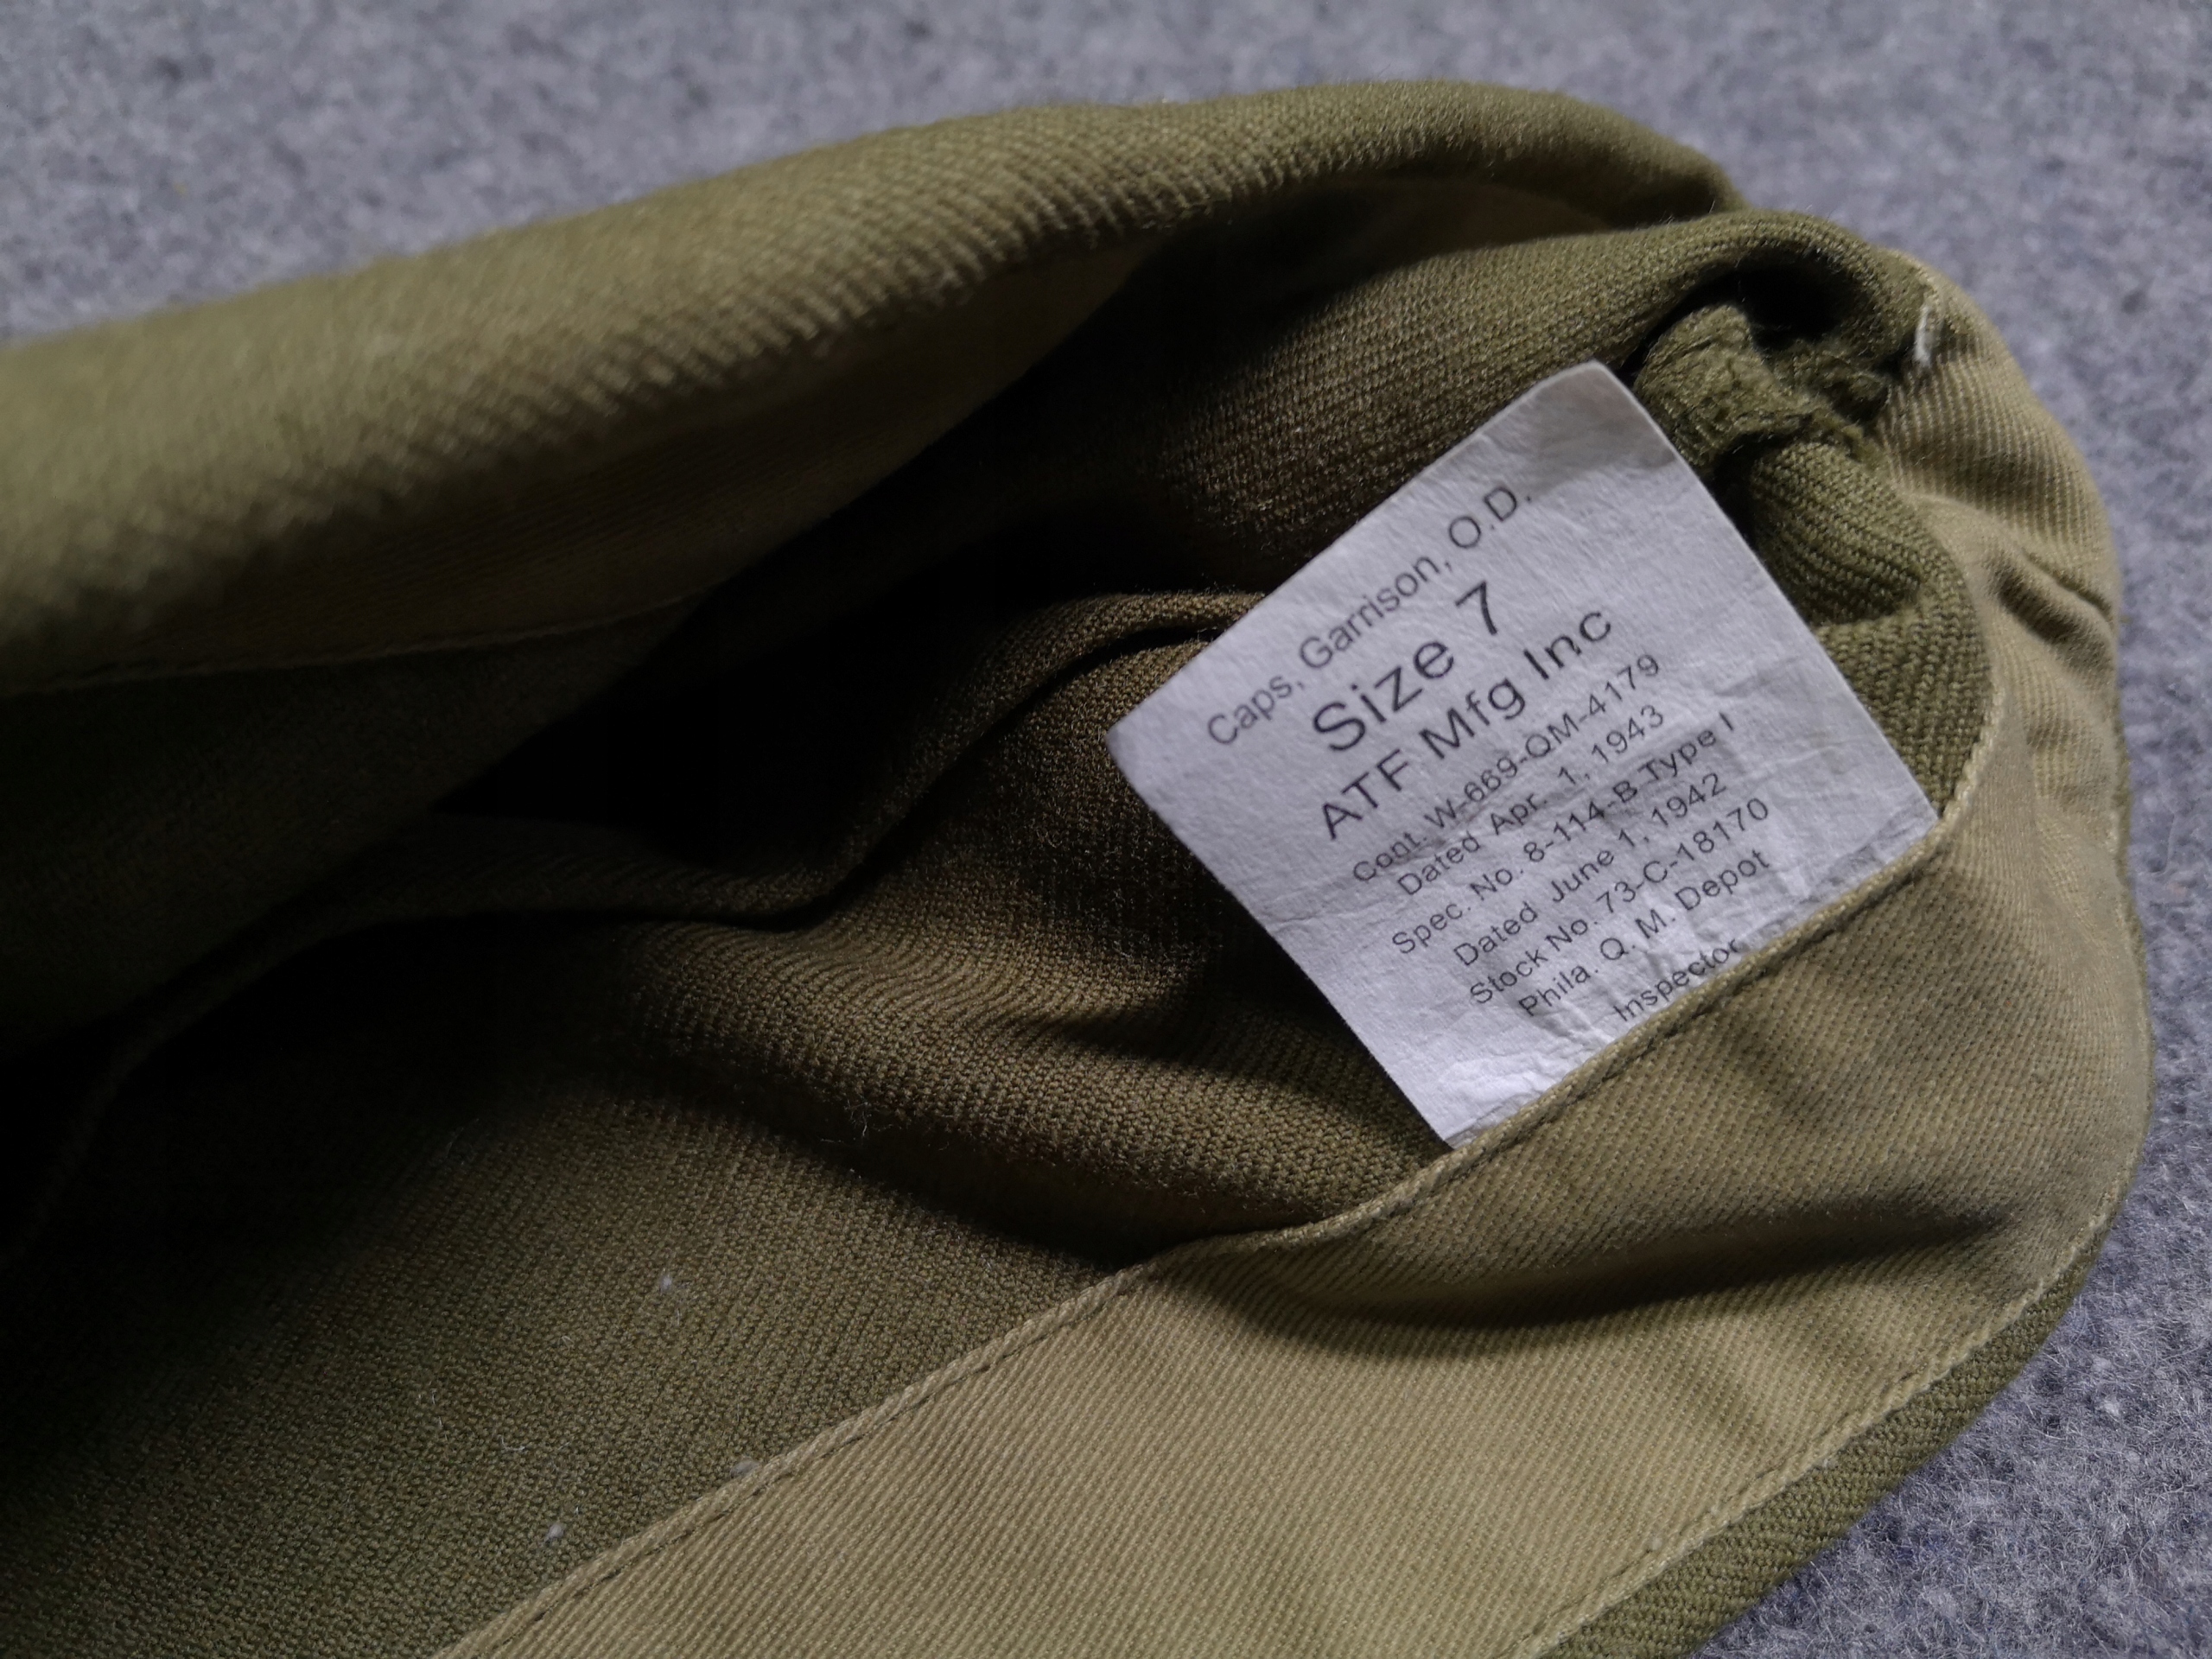 Caps, Garrison, O.D.
Size 7
ATF Mfg Inc
Cont. W-669-QM-4179
Dated Apr. 1, 1943
Spec. No. 8-114-B Type I
Dated June 1, 1942
Stock No. 73-C-18170
Phila. Q. M. Depot
Inspector